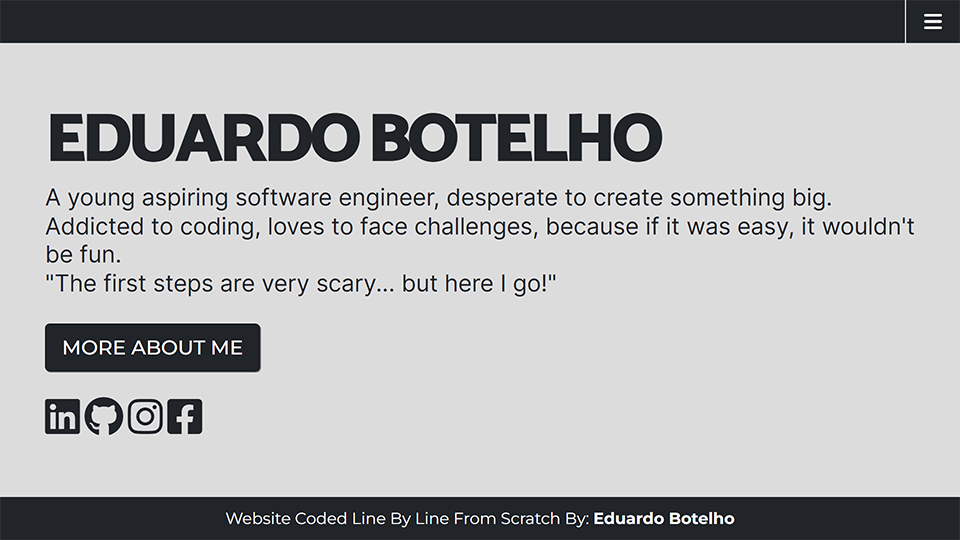 EDUARDO BOTELHO
A young aspiring software engineer, desperate to create something big.
Addicted to coding, loves to face challenges, because if it was easy, it wouldn't
be fun.
"The first steps are very scary... but here I go!"
MORE ABOUT ME
Website Coded Line By Line From Scratch By: Eduardo Botelho